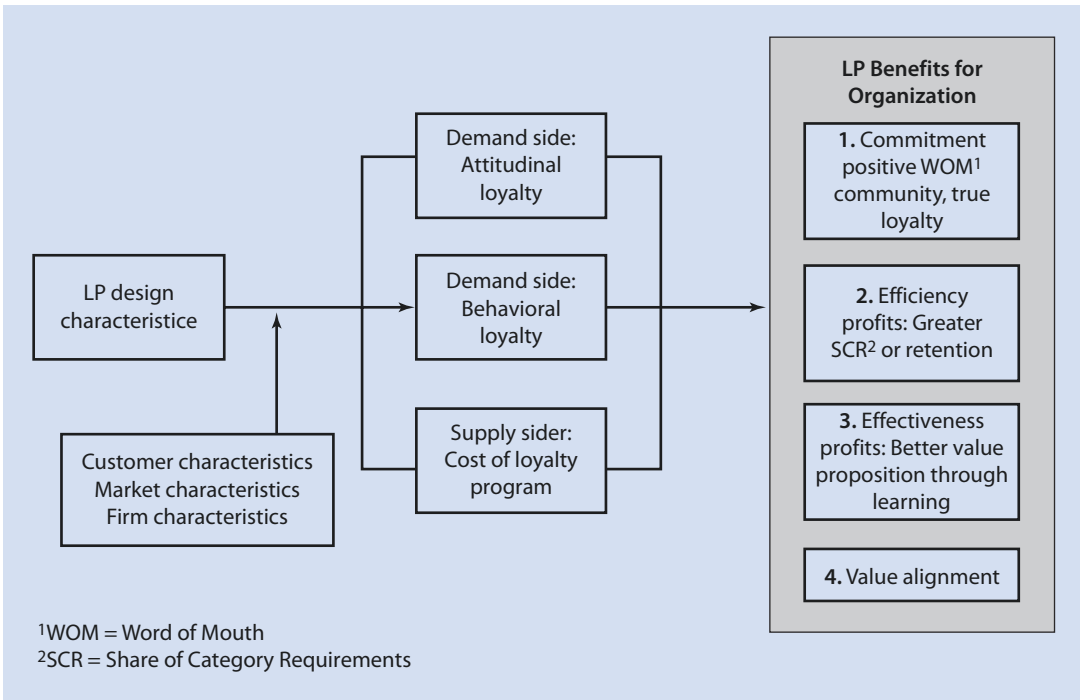 LP design
characteristice
Customer characteristics
Market characteristics
Firm characteristics
Demand side:
Attitudinal
loyalty
Demand side:
Behavioral
loyalty
Supply sider:
Cost of loyalty
program
LP Benefits for
Organization
1. Commitment
positive WOM¹
community, true
loyalty
2. Efficiency
profits: Greater
SCR² or retention
3. Effectiveness
profits: Better value
proposition through
learning
4. Value alignment
¹WOM = Word of Mouth
²SCR = Share of Category Requirements